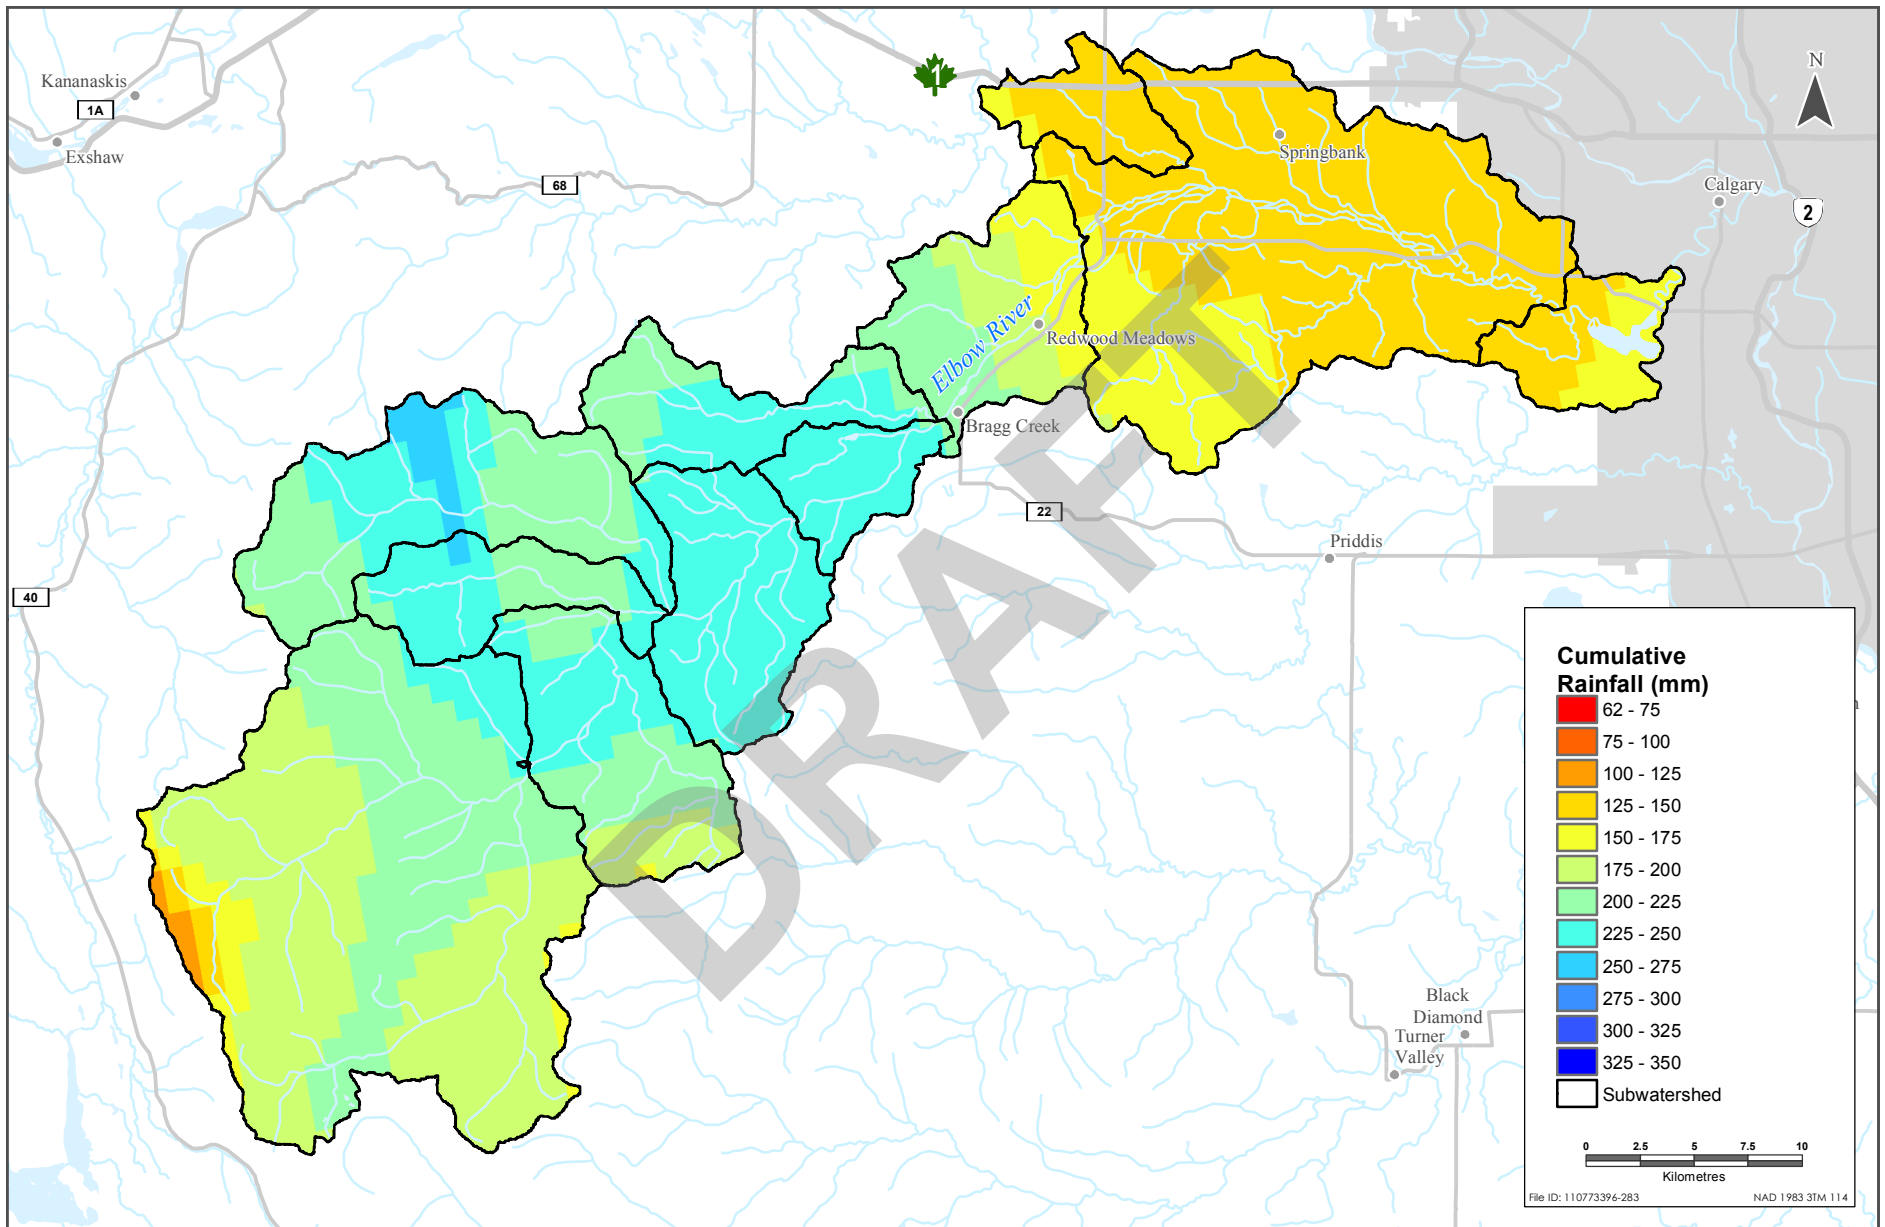 1
N
Kananaskis
1A
Exshaw
Springbank
68
Calgary
2
Elbow River
Redwood Meadows
Bragg Creek
22
Priddis
40
DRAFT
Black
Diamond
Turner
Valley
n
Cumulative
Rainfall (mm)
62 - 75
75 - 100
100 - 125
125 - 150
150 - 175
175 - 200
200 - 225
225 - 250
250 - 275
275 - 300
300 - 325
325 - 350
Subwatershed
0 2.5 5 7.5 10
Kilometres
File ID: 110773396-283 NAD 1983 3TM 114